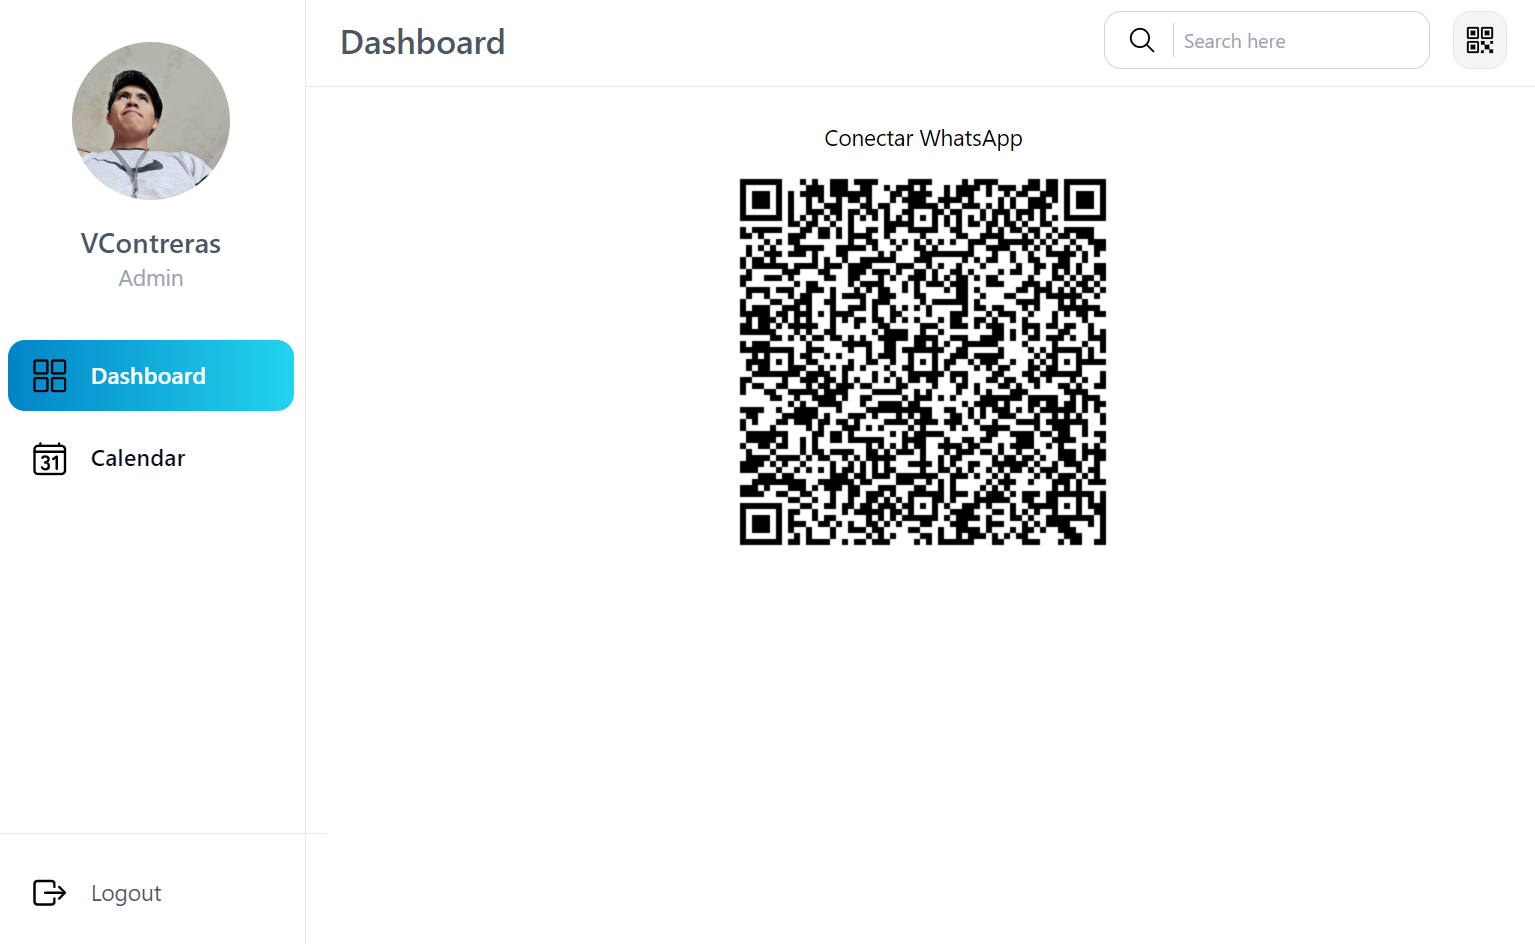 Dashboard
Search here
VContreras
Admin
Dashboard
31
Calendar
Logout
Conectar WhatsApp